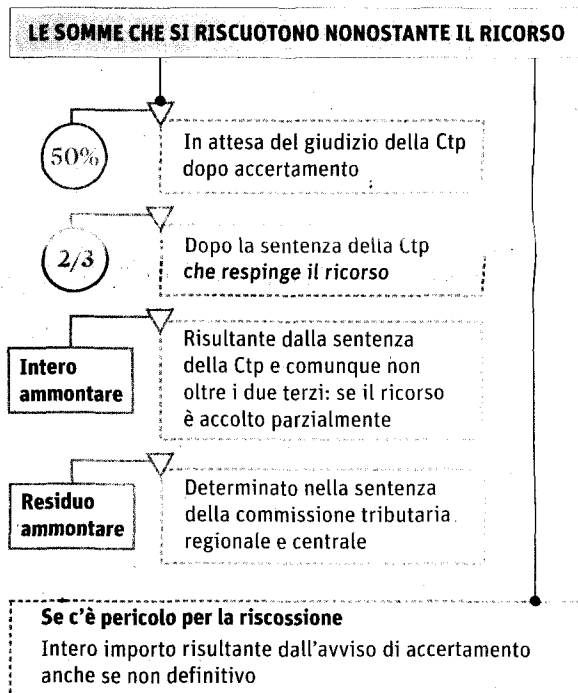 LE SOMME CHE SI RISCUOTONO NONOSTANTE IL RICORSO
50%
In attesa del giudizio della Ctp
dopo accertamento
2/3
Dopo la sentenza della Ctp
che respinge il ricorso
Intero
ammontare
Risultante dalla sentenza
della Ctp e comunque non
oltre i due terzi: se il ricorso
è accolto parzialmente
Residuo
ammontare
Determinato nella sentenza
della commissione tributaria
regionale e centrale
Se c'è pericolo per la riscossione
Intero importo risultante dall'avviso di accertamento
anche se non definitivo